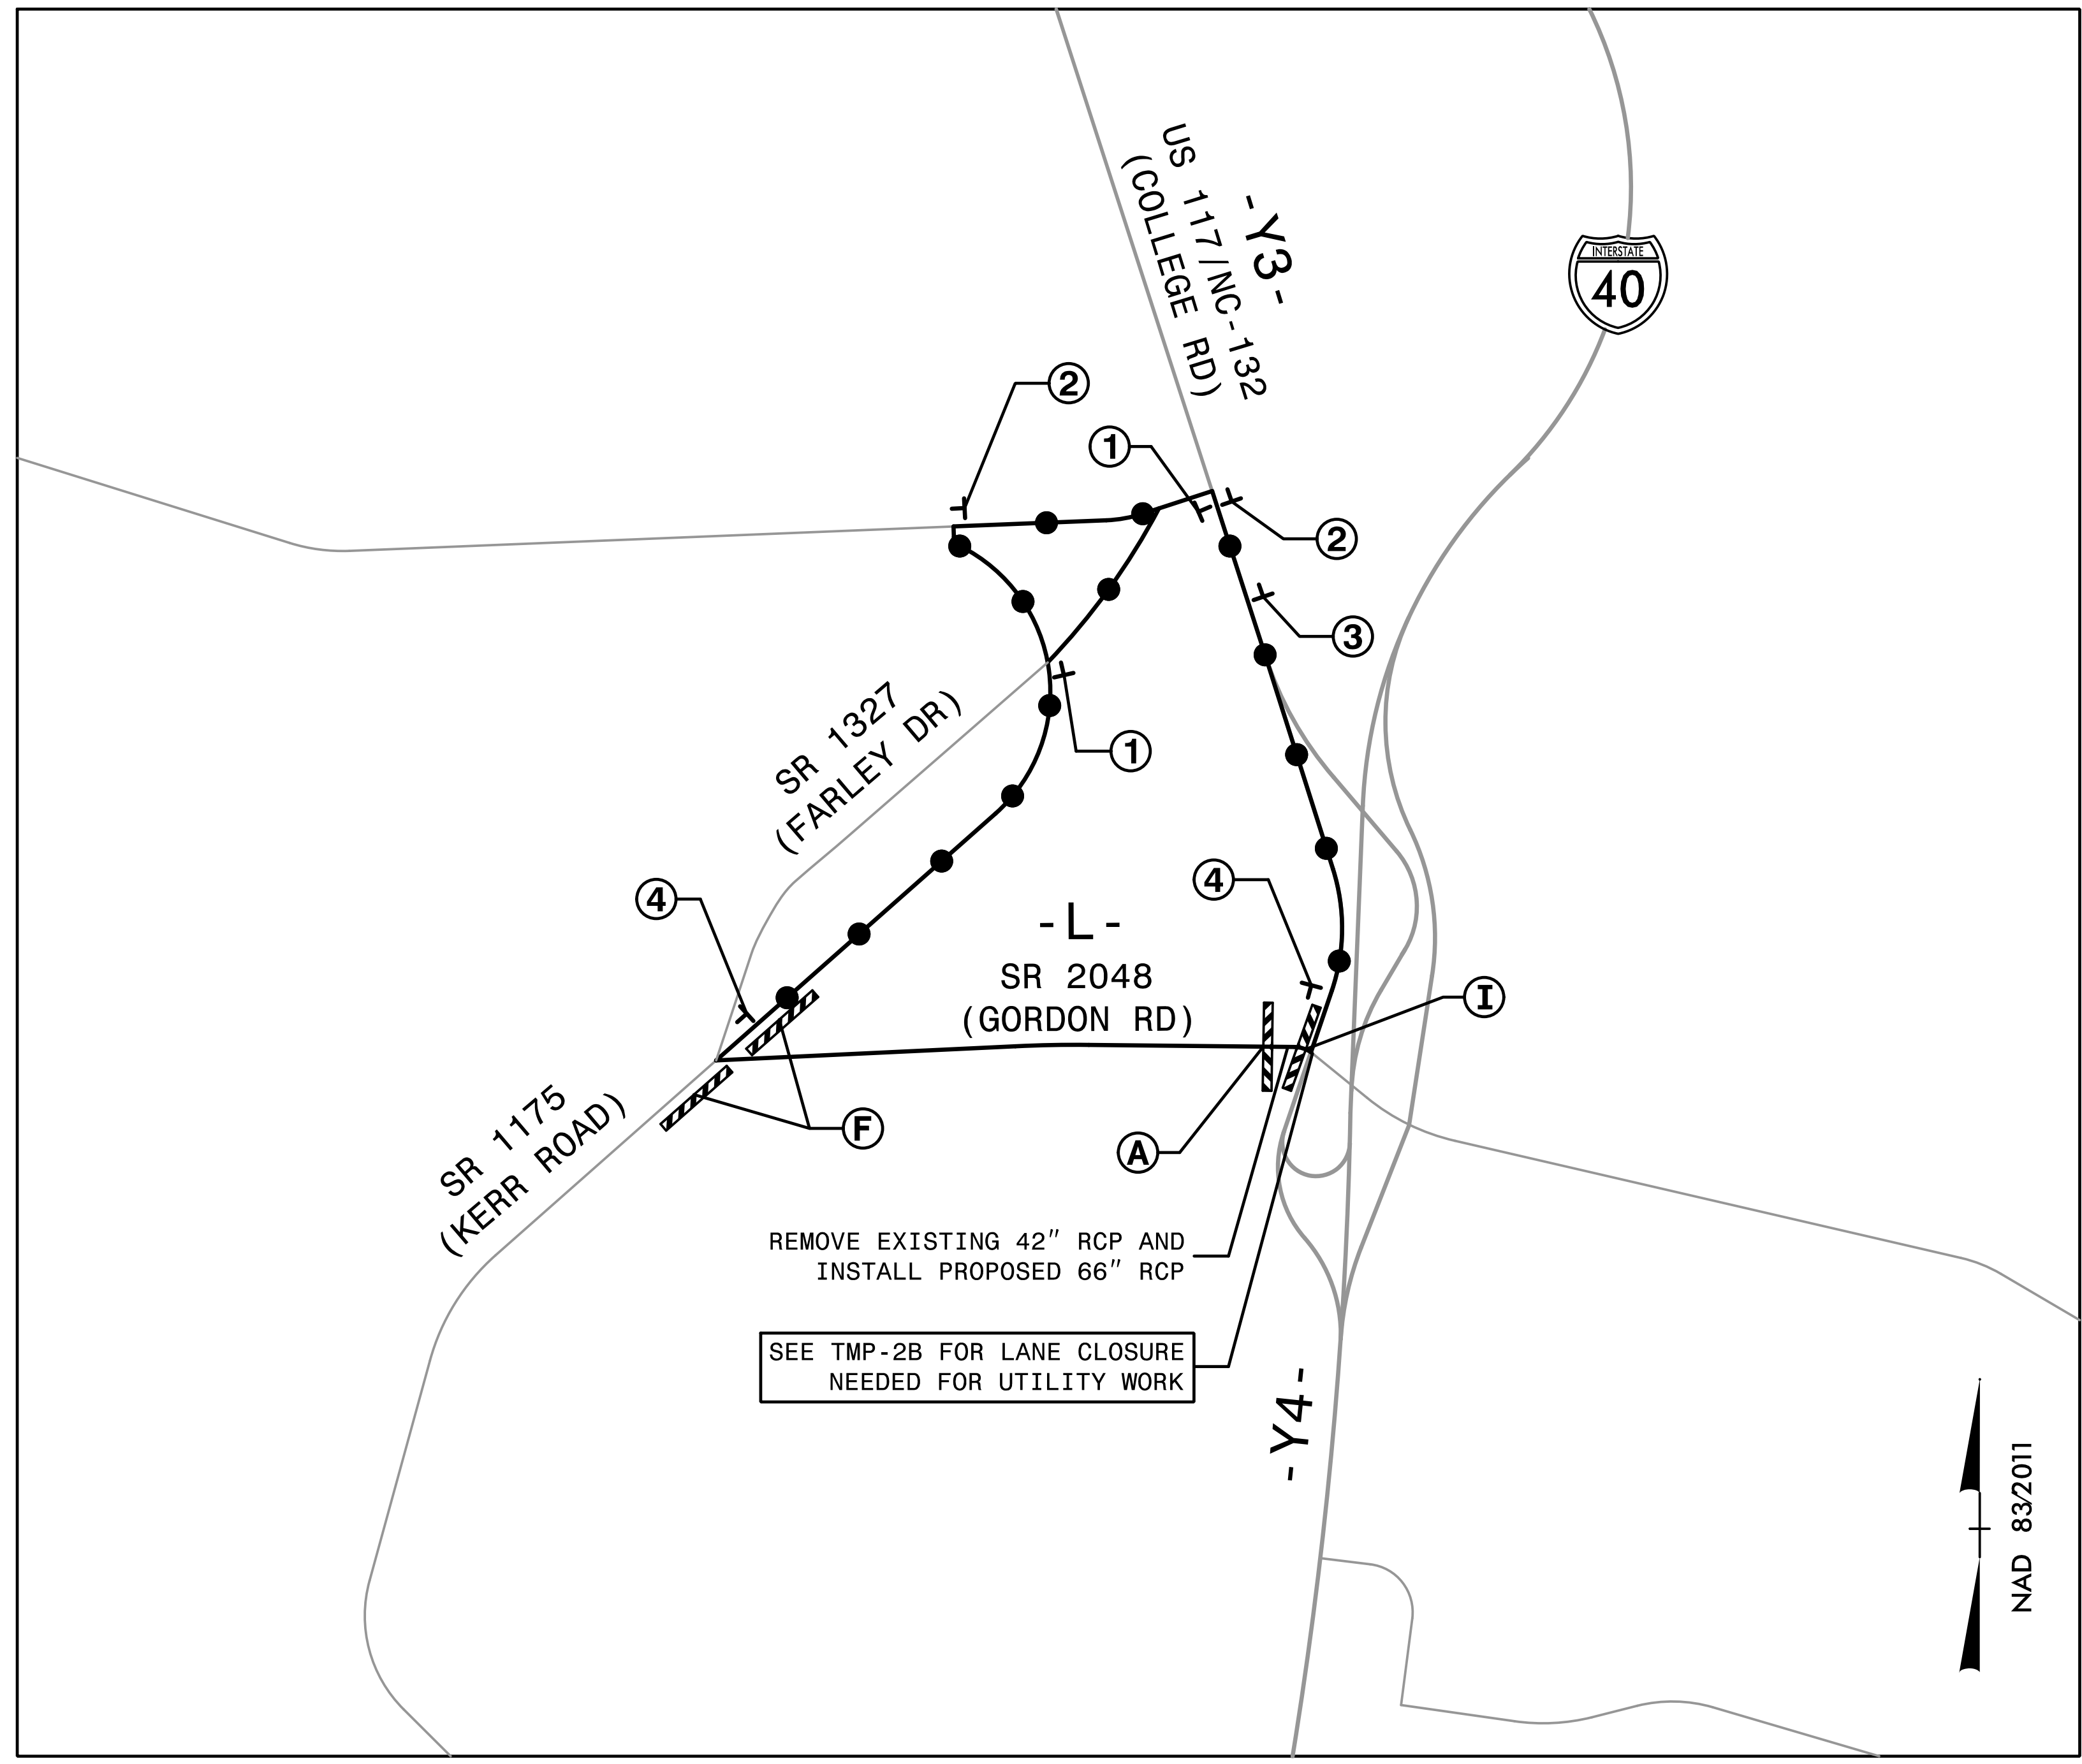 -Y3-
US 117/NC-132
(COLLEGE RD)
INTERSTATE
40
2
1
2
3
SR 1327
(FARLEY DR)
1
4
4
-L-
SR 2048
(GORDON RD)
I
SR 1175
(KERR ROAD)
F
A
REMOVE EXISTING 42" RCP AND
INSTALL PROPOSED 66" RCP
SEE TMP-2B FOR LANE CLOSURE
NEEDED FOR UTILITY WORK
-Y4-
NAD 83/2011